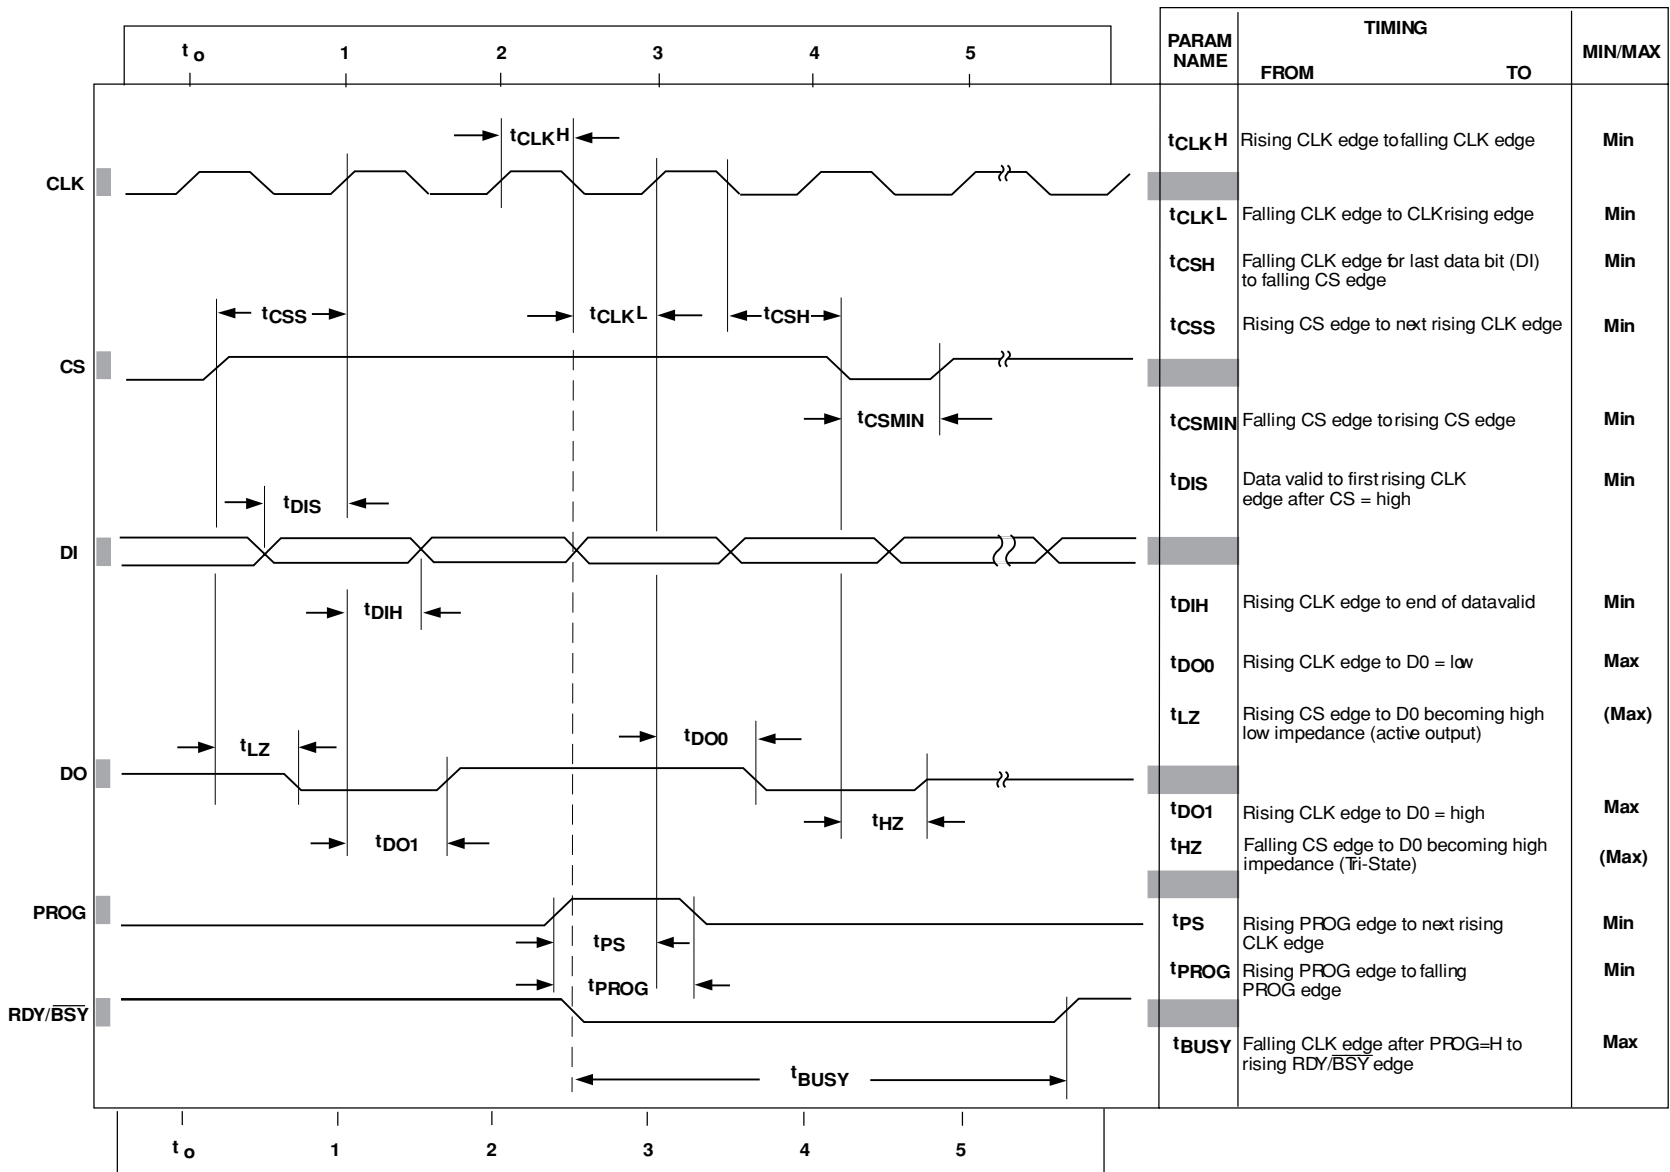 t o 1 2 3 4 5
PARAM NAME
TIMING
FROM TO
MIN/MAX
tCLKH
CLK
tCSS
tCLKL
tCSH
CS
tCSMIN
tDIS
DI
tDIH
tLZ
tDO0
DO
tDO1
tHZ
PROG
tPS
tPROG
RDY/BSY
tBUSY
t o 1 2 3 4 5
tCLKH Rising CLK edge to falling CLK edge Min
tCLKL Falling CLK edge to CLK rising edge Min
tCSH Falling CLK edge for last data bit (DI)
to falling CS edge Min
tCSS Rising CS edge to next rising CLK edge Min
tCSMIN Falling CS edge to rising CS edge Min
tDIS Data valid to first rising CLK
edge after CS = high Min
tDIH Rising CLK edge to end of data valid Min
tDO0 Rising CLK edge to D0 = low Max
tLZ Rising CS edge to D0 becoming high
low impedance (active output) (Max)
tDO1 Rising CLK edge to D0 = high Max
tHZ Falling CS edge to D0 becoming high
impedance (Tri-State) (Max)
tPS Rising PROG edge to next rising
CLK edge Min
tPROG Rising PROG edge to falling
PROG edge Min
tBUSY Falling CLK edge after PROG=H to
rising RDY/BSY edge Max